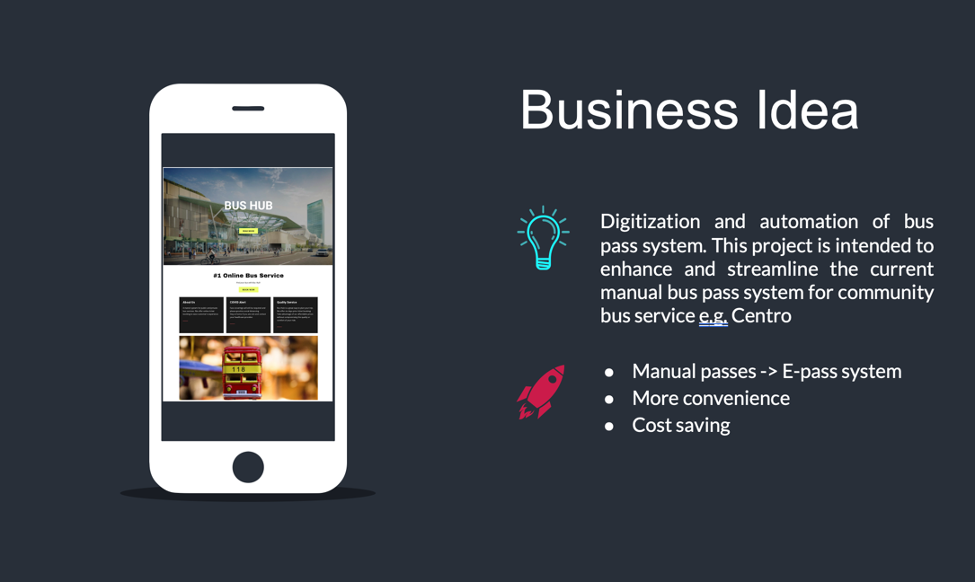 Business Idea
BUS HUB
#1 Online Bus Service
About Us
COVID Alert
Quality Service
118
Digitization and automation of bus
pass system. This project is intended to
enhance and streamline the current
manual bus pass system for community
bus service e.g. Centro
● Manual passes -> E-pass system
● More convenience
● Cost saving